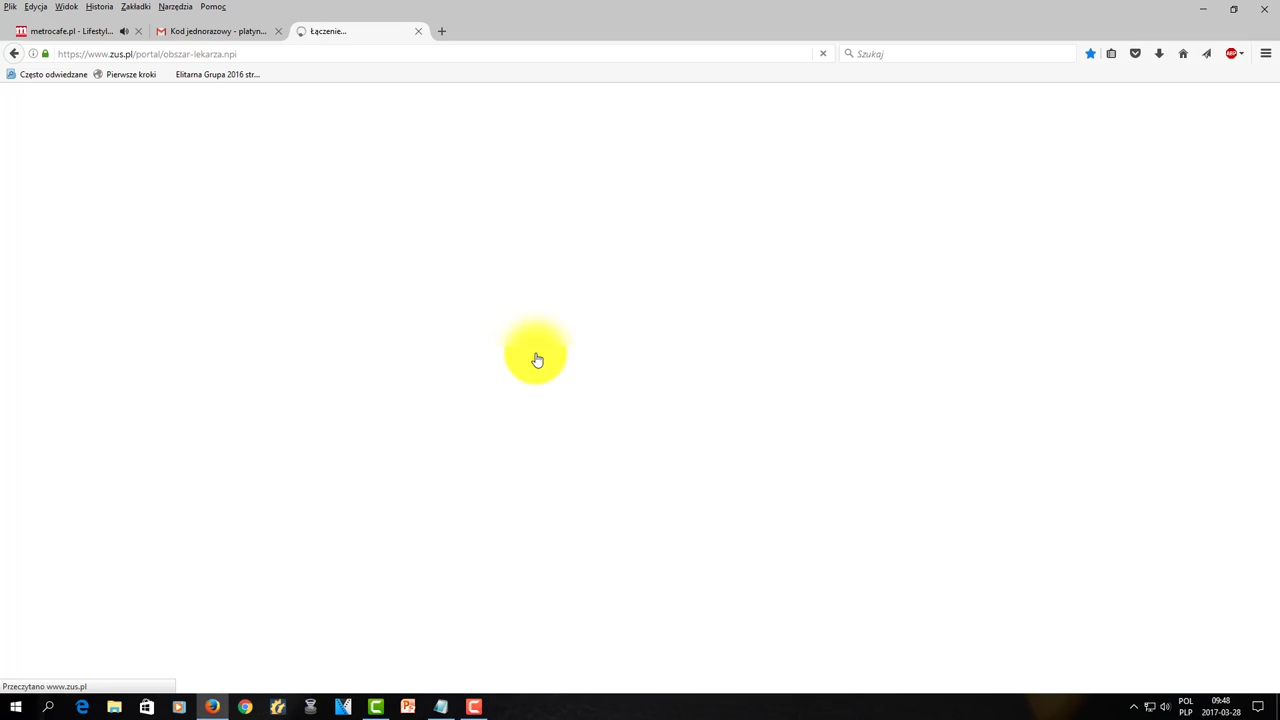 Plik Edycja Widok Historia Zakładki Narzędzia Pomoc
metrocafe.pl - Lifestyl... Kod jednorazowy - platyn... Łączenie...
https://www.zus.pl/portal/obszar-lekarza.npi Szukaj ABP
Często odwiedzane Pierwsze kroki Elitarna Grupa 2016 str...
Przeczytano www.zus.pl
POL 09:48
PLP 2017-03-28